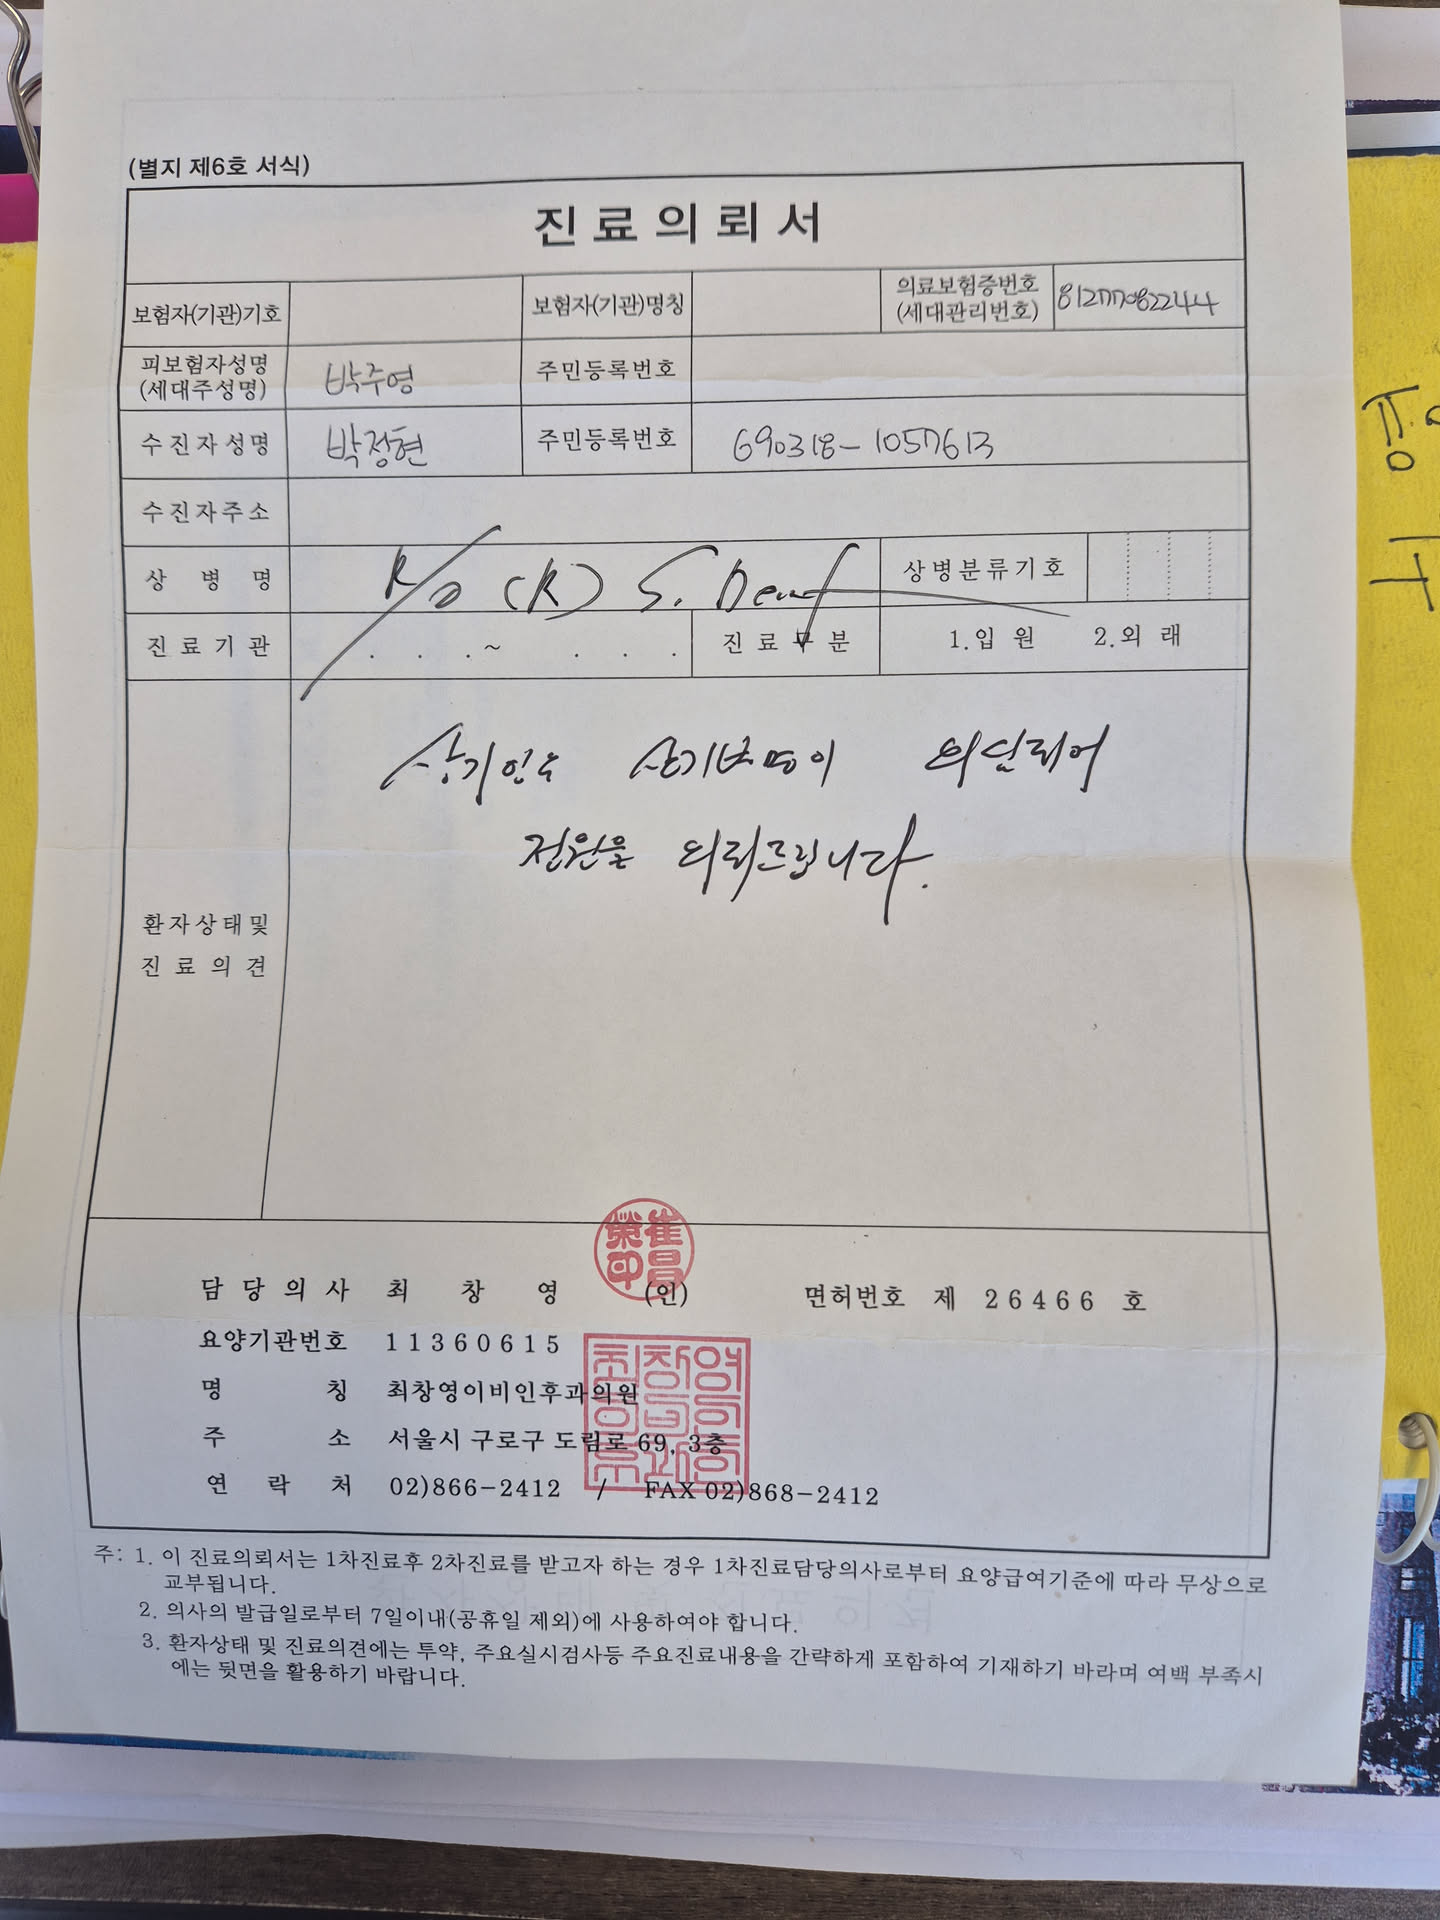 (별지 제6호 서식)
진료의뢰서
보험자(기관)기호 보험자(기관)명칭 의료보험증번호 (세대관리번호) 81277082244
피보험자성명 (세대주성명) 박주영 주민등록번호
수진자성명 박정현 주민등록번호 690318-1057613
수진자주소
상병명 R/O (R) S. Deaf 상병분류기호
진료기관 . . . ~ . . . 진료구분 1.입원 2.외래
상기인은 상기병명이 의심되어
전원을 의뢰드립니다.
환자상태및
진료의견
담당의사 최창영 (인) 면허번호 제 26466 호
요양기관번호 11360615
명칭 최창영이비인후과의원
주소 서울시 구로구 도림로 69, 3층
연락처 02)866-2412 / FAX 02)868-2412
주: 1. 이 진료의뢰서는 1차진료후 2차진료를 받고자 하는 경우 1차진료담당의사로부터 요양급여기준에 따라 무상으로
교부됩니다.
2. 의사의 발급일로부터 7일이내(공휴일 제외)에 사용하여야 합니다.
3. 환자상태 및 진료의견에는 투약, 주요실시검사등 주요진료내용을 간략하게 포함하여 기재하기 바라며 여백 부족시
에는 뒷면을 활용하기 바랍니다.